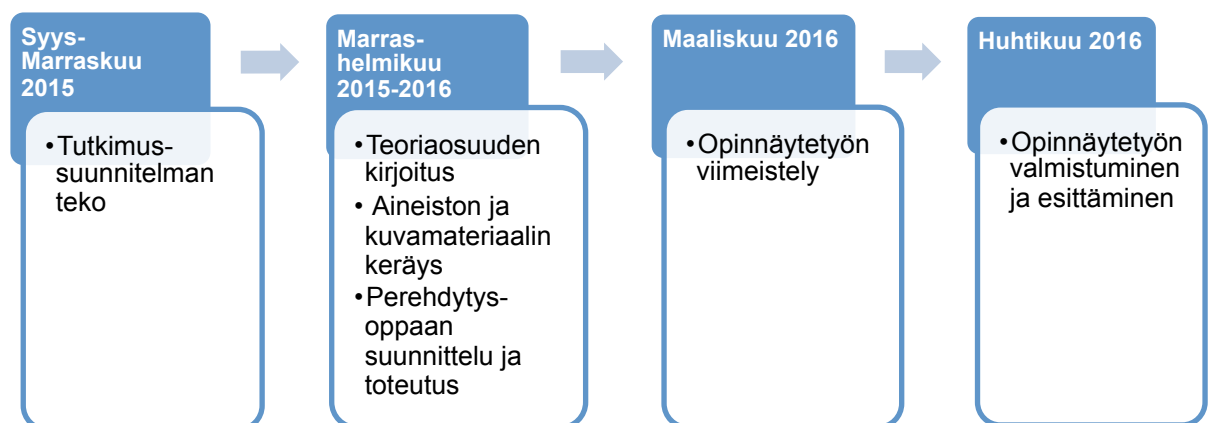 Syys-
Marraskuu
2015
•Tutkimus-
suunnitelman
teko
Marras-
helmikuu
2015-2016
•Teoriaosuuden
kirjoitus
• Aineiston ja
kuvamateriaalin
keräys
•Perehdytys-
oppaan
suunnittelu ja
toteutus
Maaliskuu 2016
•Opinnäytetyön
viimeistely
Huhtikuu 2016
•Opinnäytetyön
valmistuminen
ja esittäminen